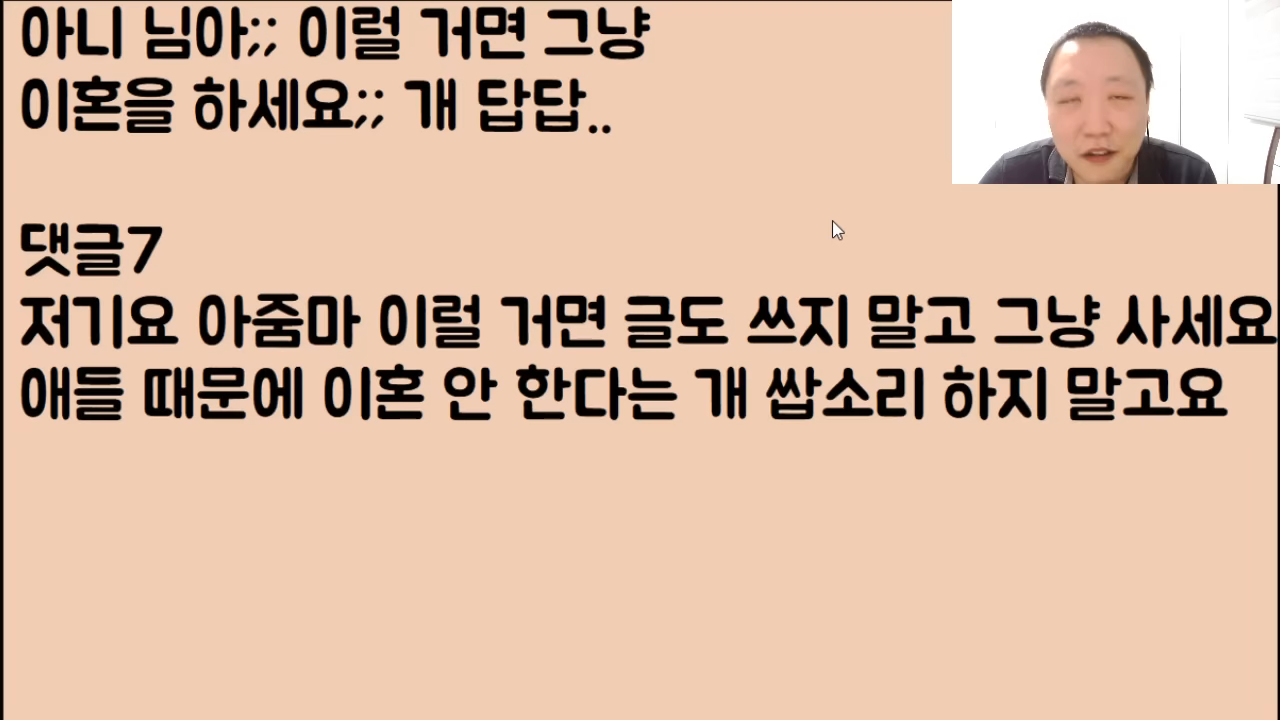 아니 님아;; 이럴 거면 그냥
이혼을 하세요;; 개 답답..
댓글7
저기요 아줌마 이럴 거면 글도 쓰지 말고 그냥 사세요
애들 때문에 이혼 안 한다는 개 쌉소리 하지 말고요